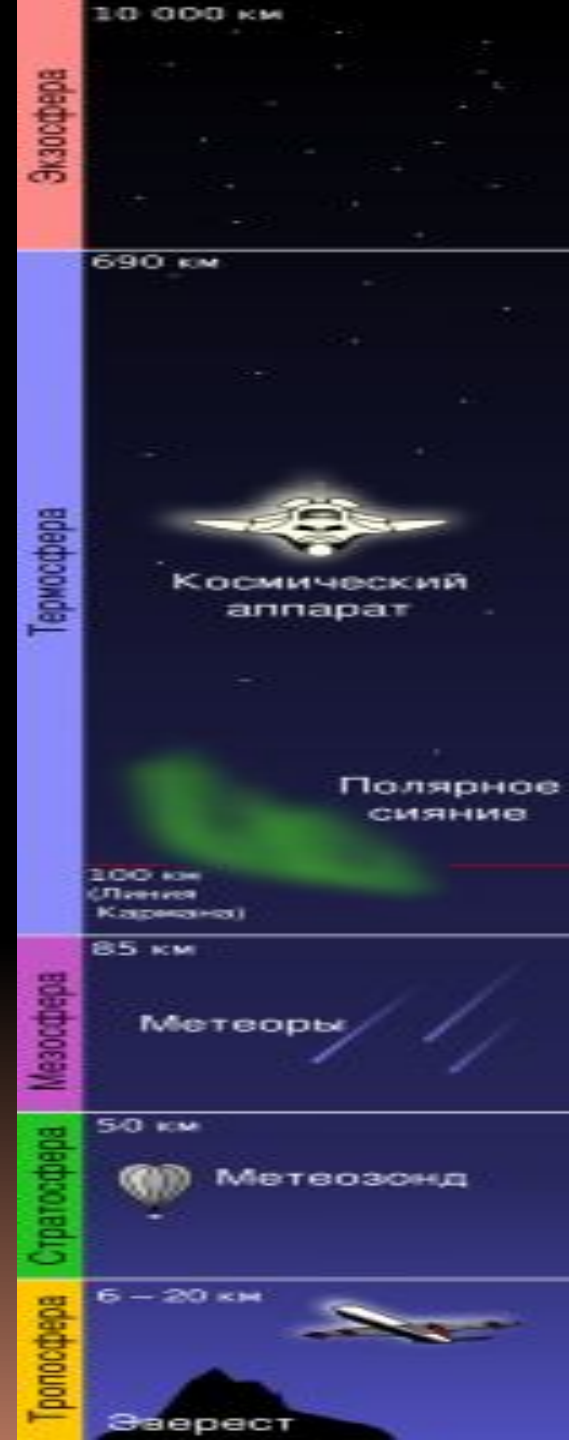 10 000 км
Экзосфера
690 км
Термосфера
Космический
аппарат
Полярное
сияние
100 км
(Линия
Кармана)
85 км
Мезосфера
Метеоры
50 км
Стратосфера
Метеозонд
6 – 20 км
Тропосфера
Эверест